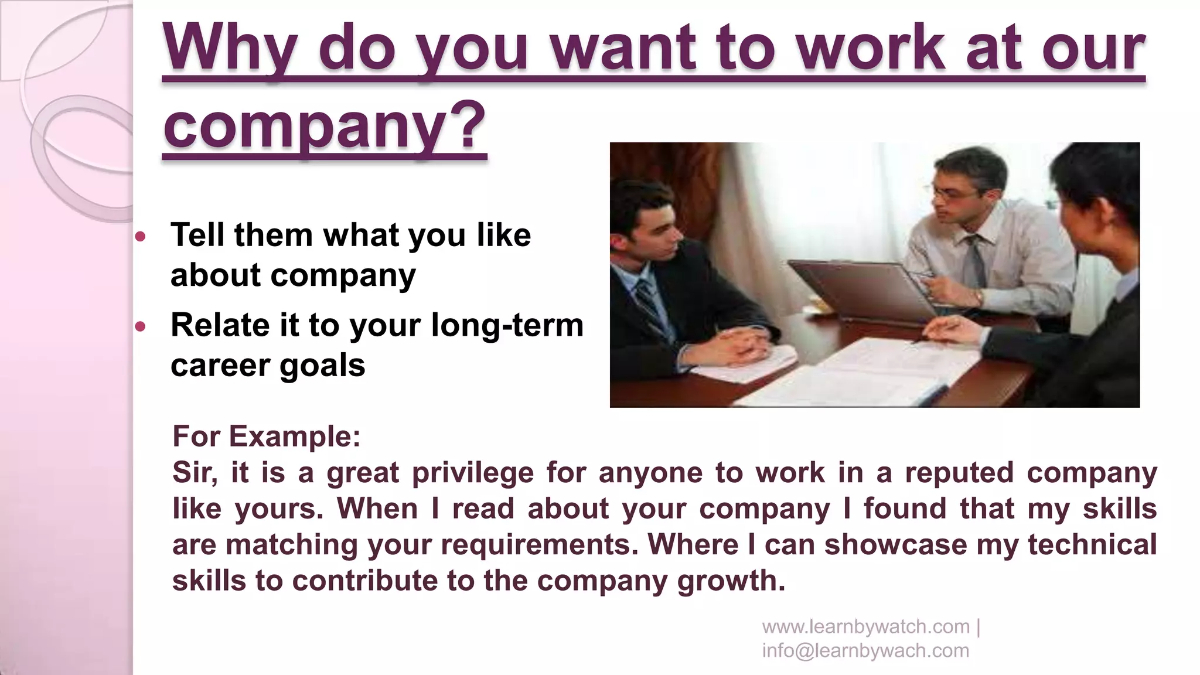 Why do you want to work at our
company?
Tell them what you like
about company
Relate it to your long-term
career goals
For Example:
Sir, it is a great privilege for anyone to work in a reputed company
like yours. When I read about your company I found that my skills
are matching your requirements. Where I can showcase my technical
skills to contribute to the company growth.
www.learnbywatch.com |
info@learnbywach.com